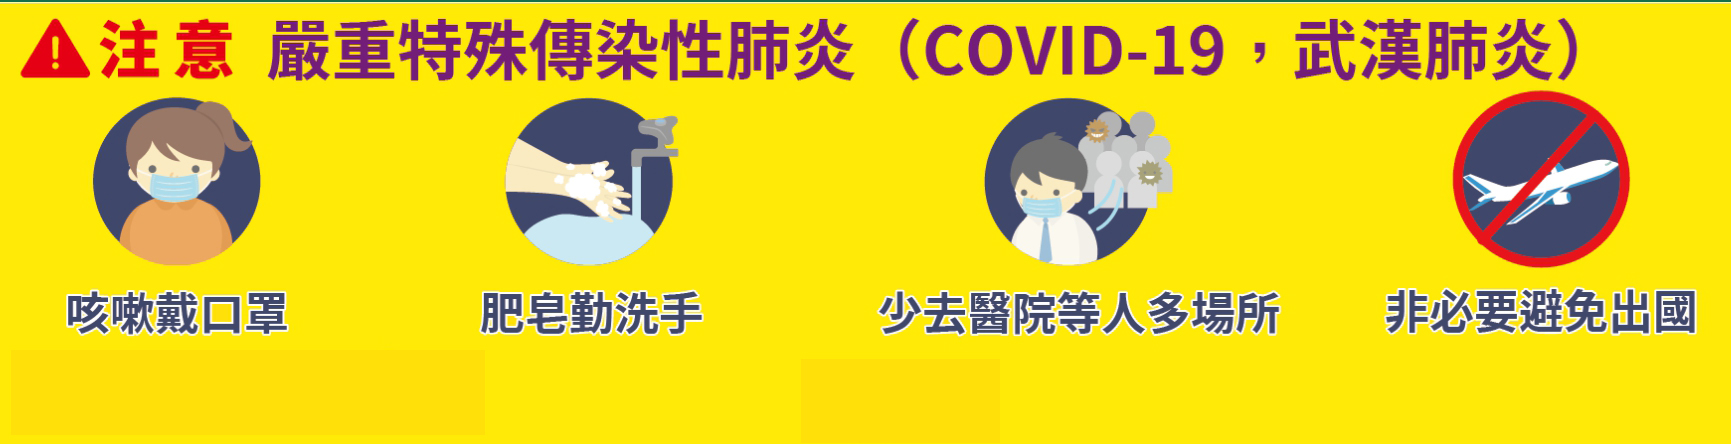 注意 嚴重特殊傳染性肺炎（COVID-19，武漢肺炎）
咳嗽戴口罩 肥皂勤洗手 少去醫院等人多場所 非必要避免出國